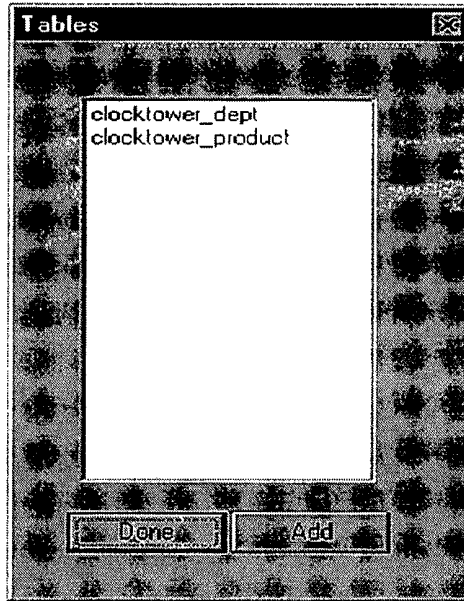 Tables
clocktower_dept
clocktower_product
Done
Add